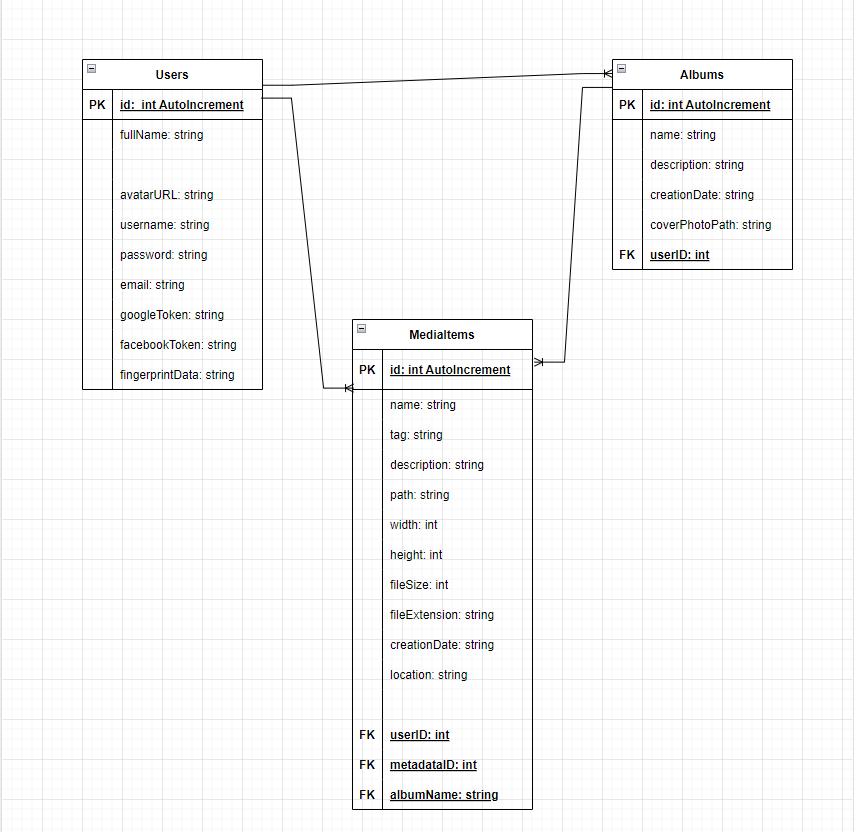 Users
PK id: int AutoIncrement
fullName: string
avatarURL: string
username: string
password: string
email: string
googleToken: string
facebookToken: string
fingerprintData: string
Albums
PK id: int AutoIncrement
name: string
description: string
creationDate: string
coverPhotoPath: string
FK userID: int
MediaItems
PK id: int AutoIncrement
name: string
tag: string
description: string
path: string
width: int
height: int
fileSize: int
fileExtension: string
creationDate: string
location: string
FK userID: int
FK metadataID: int
FK albumName: string